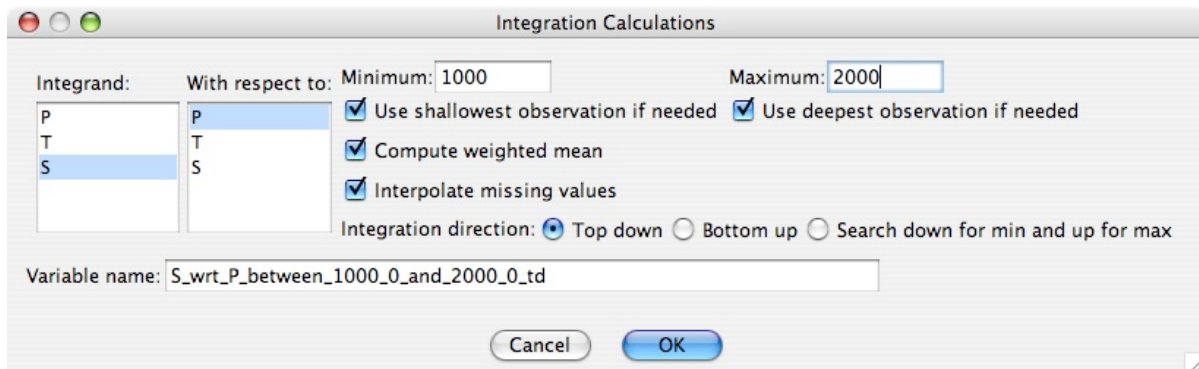 Integration Calculations
Integrand: With respect to: Minimum: 1000 Maximum: 2000
P P Use shallowest observation if needed Use deepest observation if needed
T T Compute weighted mean
S S Interpolate missing values
Integration direction: Top down Bottom up Search down for min and up for max
Variable name: S_wrt_P_between_1000_0_and_2000_0_td
Cancel OK